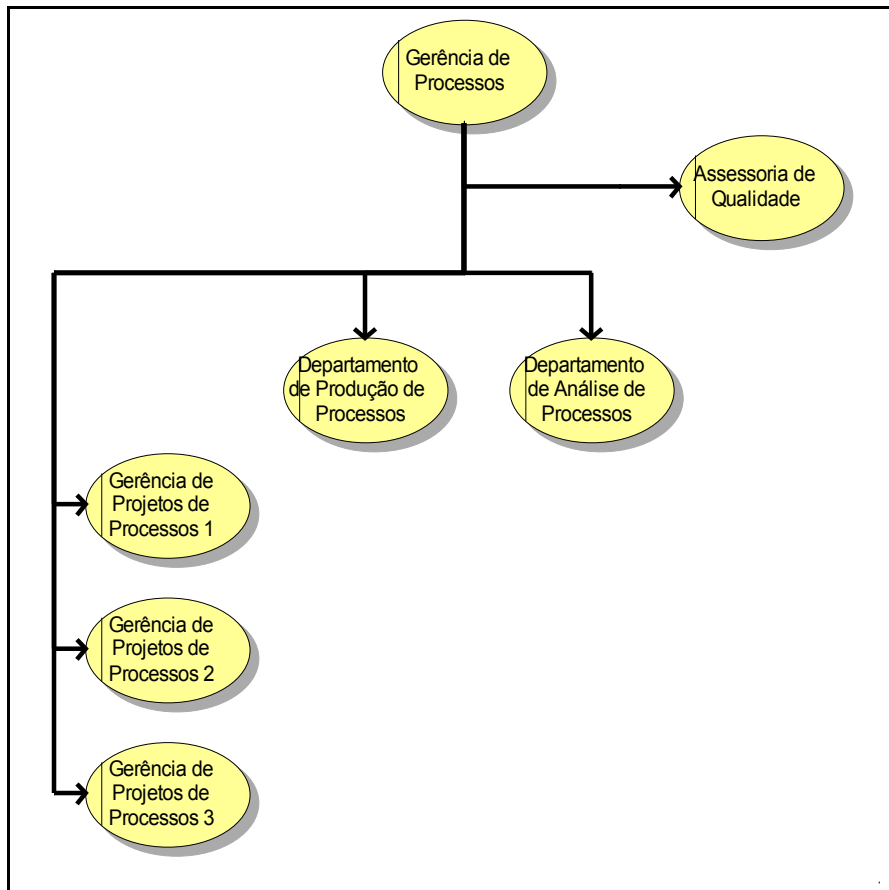 Gerência de
Processos
Assessoria de
Qualidade
Departamento
de Produção de
Processos
Departamento
de Análise de
Processos
Gerência de
Projetos de
Processos 1
Gerência de
Projetos de
Processos 2
Gerência de
Projetos de
Processos 3